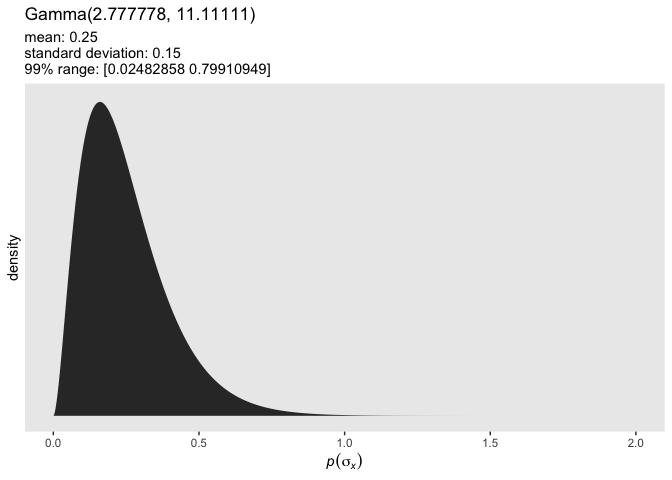 Gamma(2.777778, 11.11111)
mean: 0.25
standard deviation: 0.15
99% range: [0.02482858 0.79910949]
density
0.0 0.5 1.0 1.5 2.0
p(σₓ)